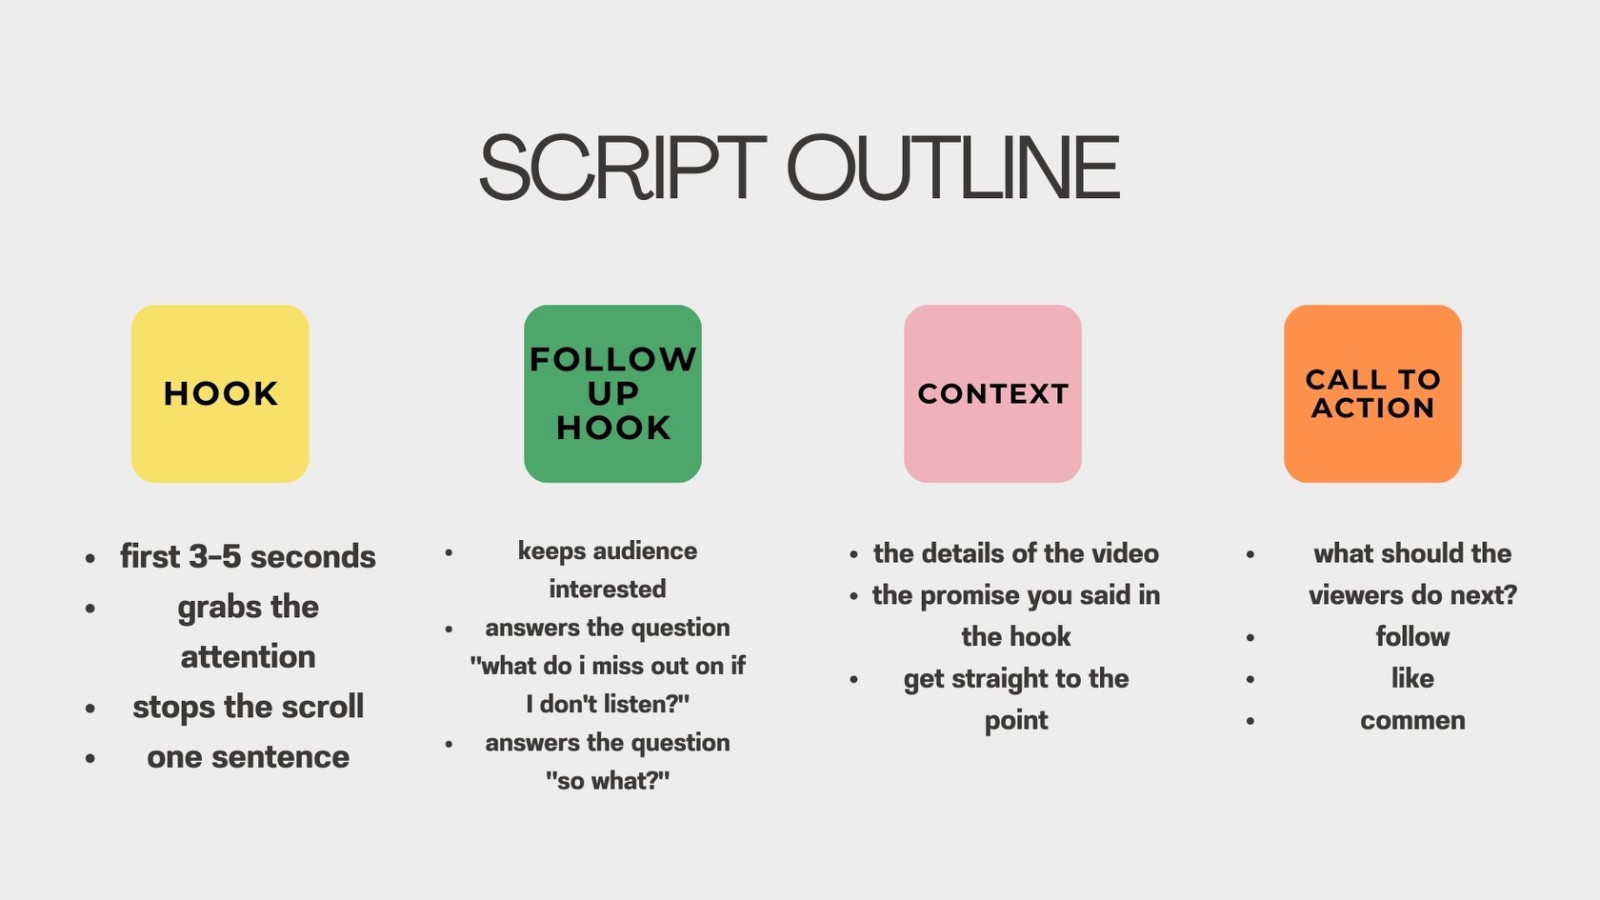 SCRIPT OUTLINE
HOOK
• first 3-5 seconds
• grabs the
attention
• stops the scroll
• one sentence
FOLLOW
UP
HOOK
• keeps audience
interested
• answers the question
"what do i miss out on if
I don't listen?"
• answers the question
"so what?"
CONTEXT
• the details of the video
• the promise you said in
the hook
• get straight to the
point
CALL TO
ACTION
• what should the
viewers do next?
• follow
• like
• commen